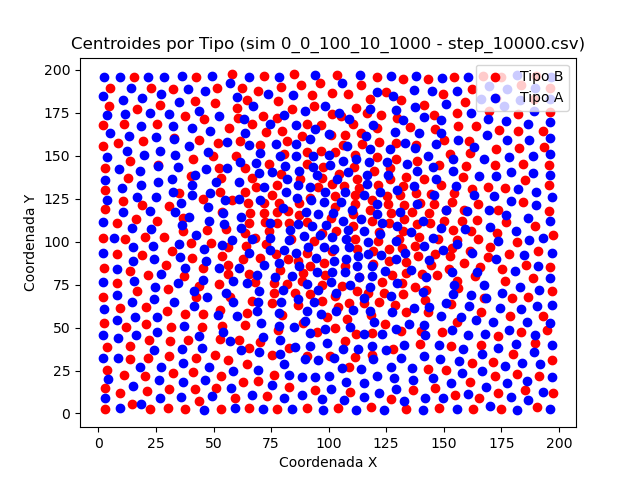 Centroides por Tipo (sim 0_0_100_10_1000 - step_10000.csv)
Tipo B
Tipo A
Coordenada Y
200
175
150
125
100
75
50
25
0
0 25 50 75 100 125 150 175 200
Coordenada X